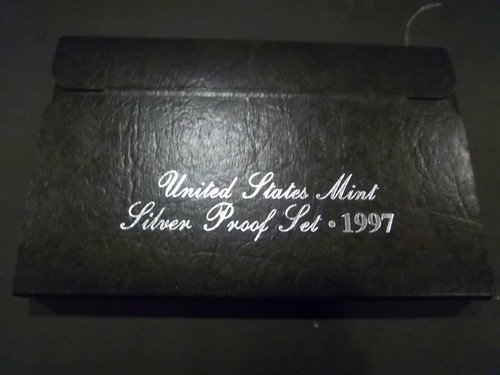 United States Mint
Silver Proof Set • 1997